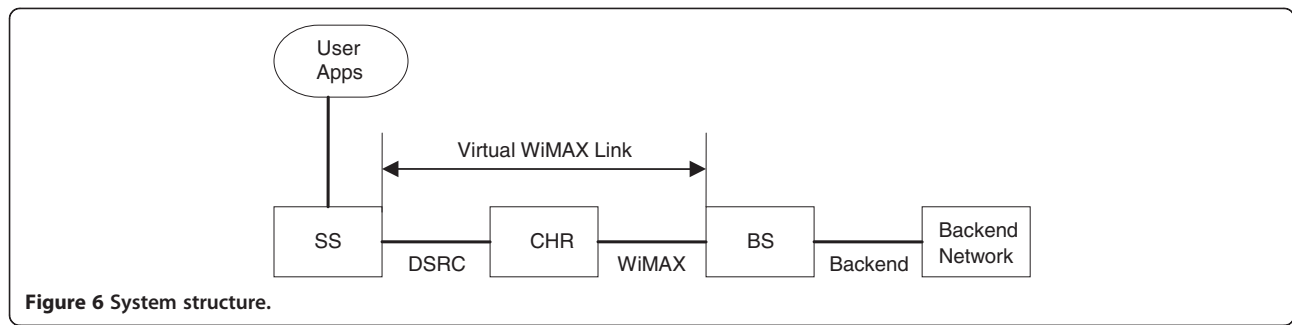 User
Apps
Virtual WiMAX Link
SS
DSRC
CHR
WiMAX
BS
Backend
Backend
Network
Figure 6 System structure.